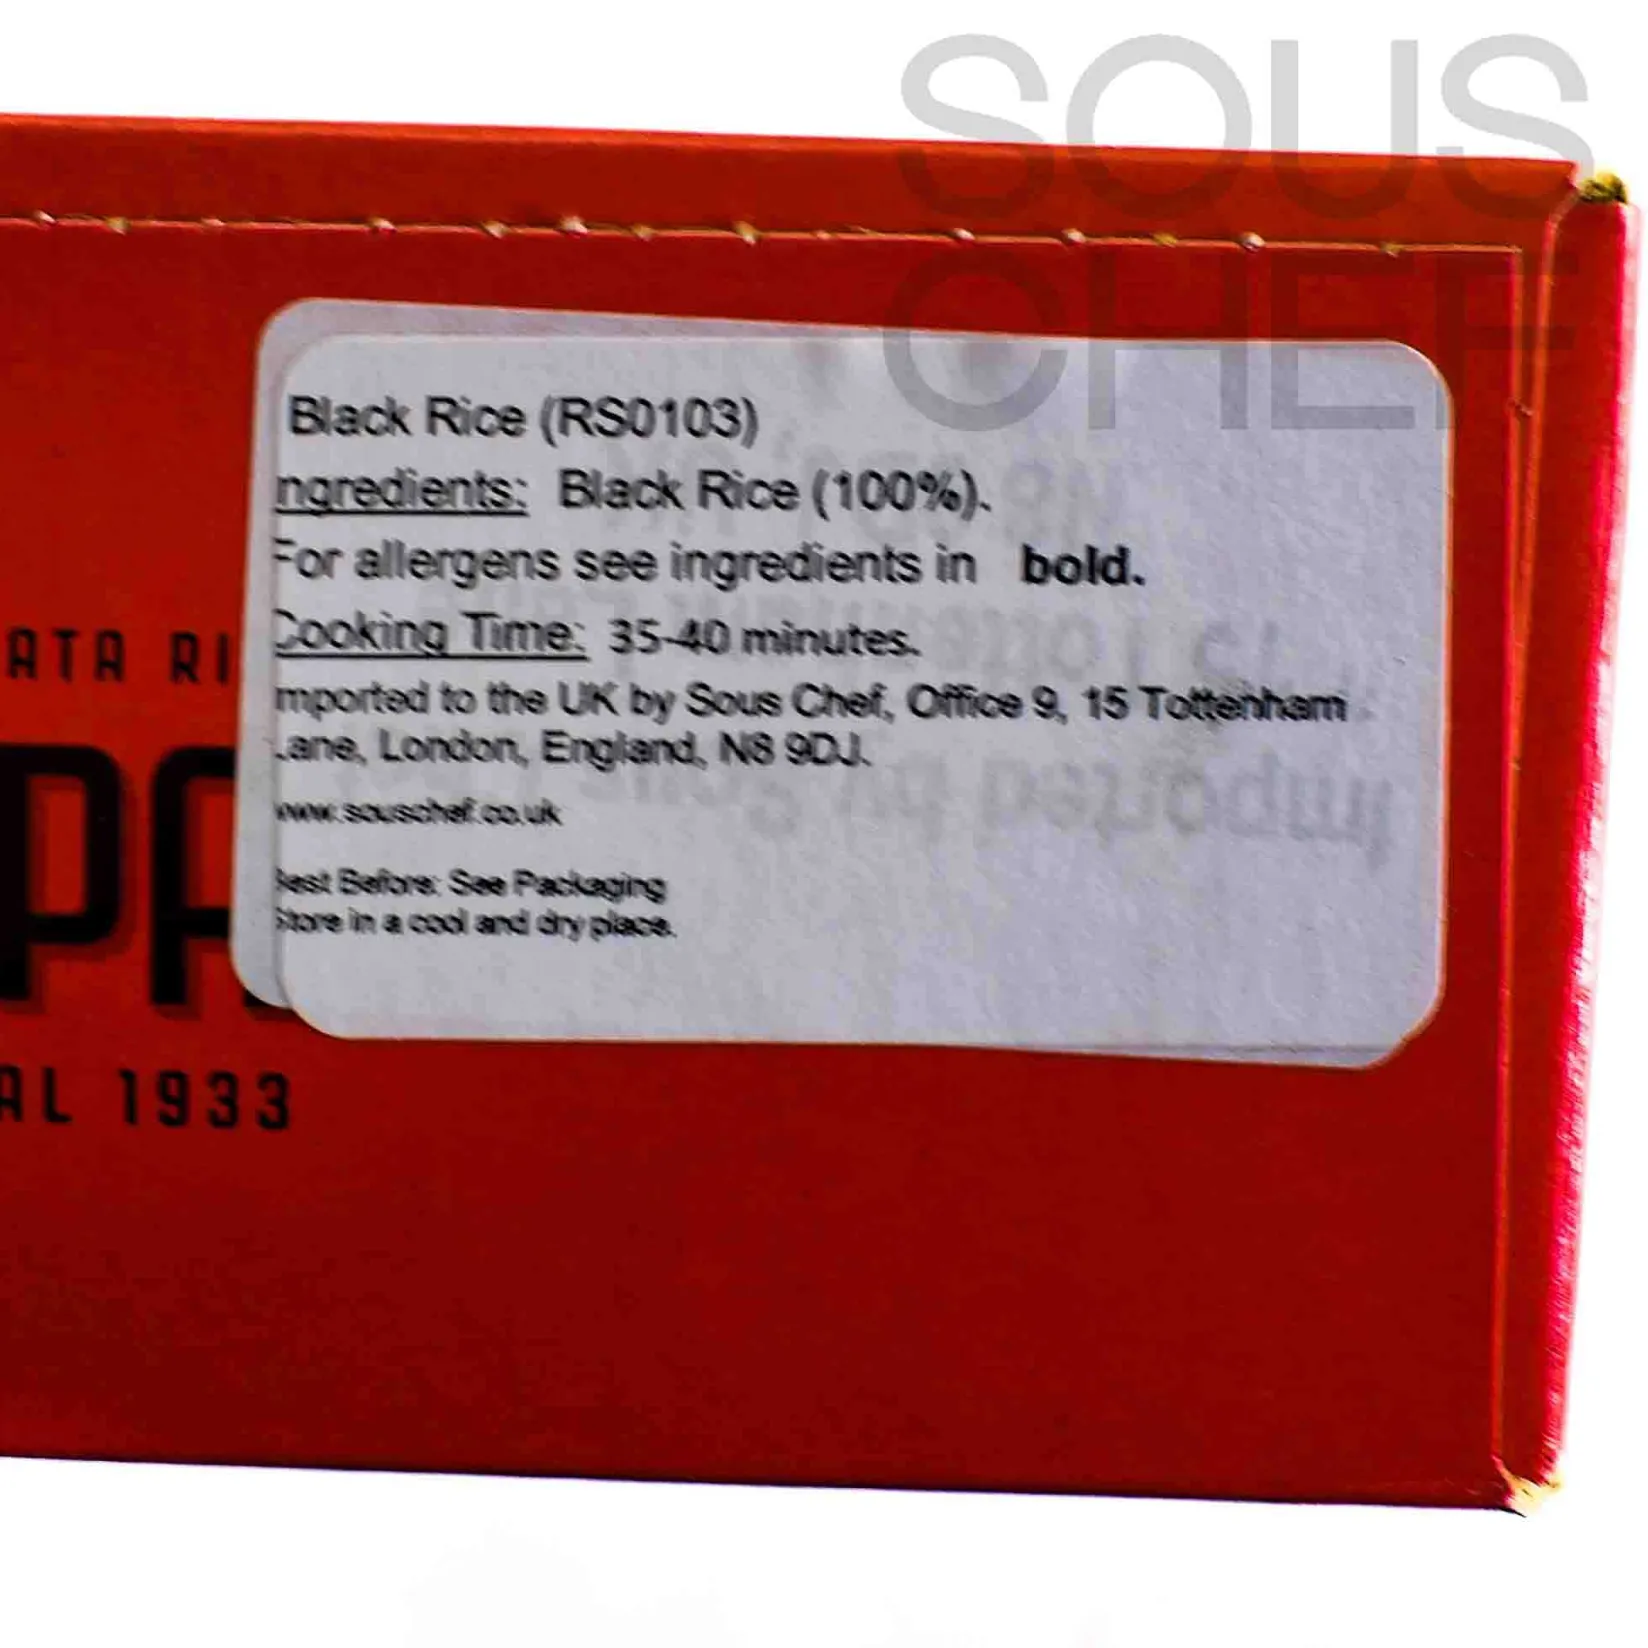 SOUS
CHEF
Black Rice (RS0103)
ngredients: Black Rice (100%).
For allergens see ingredients in bold.
Cooking Time: 35-40 minutes.
mported to the UK by Sous Chef, Office 9, 15 Tottenham
ane, London, England, N8 9DJ.
www.souschef.co.uk
est Before: See Packaging
Store in a cool and dry place.
ATA RI
PA
AL 1933